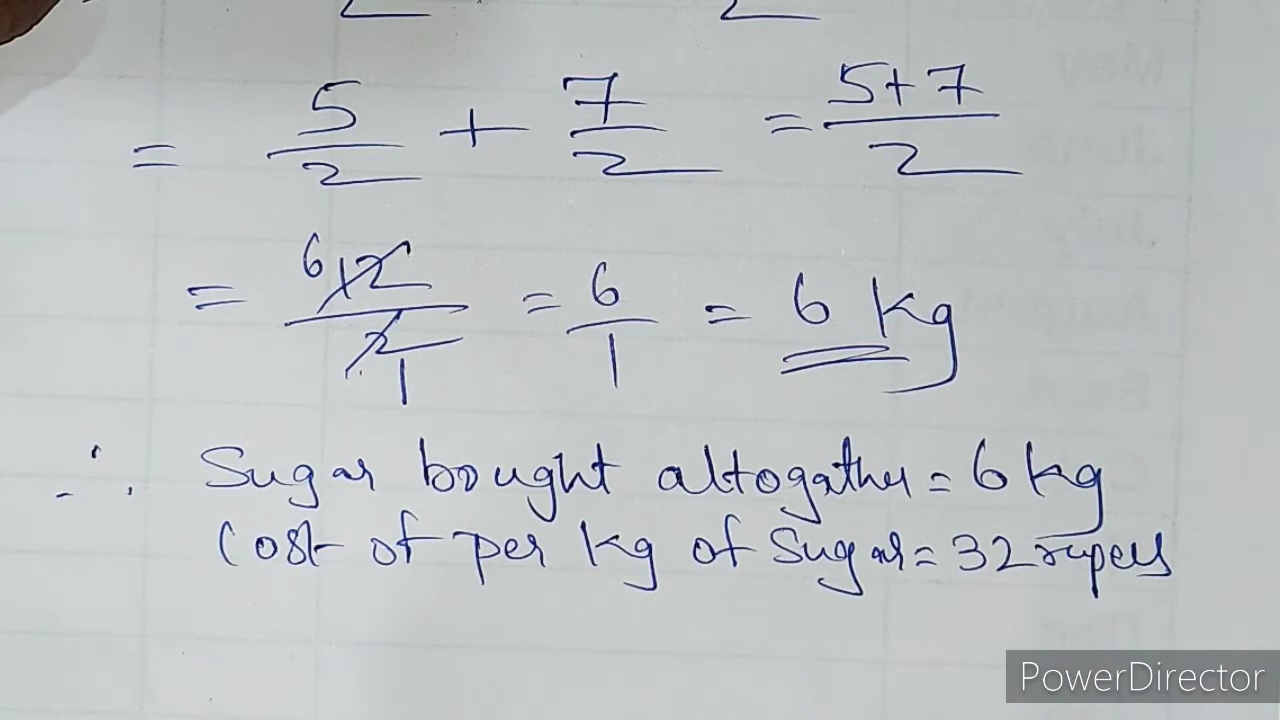 = 5/2 + 7/2 = 5+7/2
= 6 12/2 1 = 6/1 = 6 kg
∴ Sugar bought altogather = 6 kg
Cost of per kg of Sugar = 32 rupees
PowerDirector